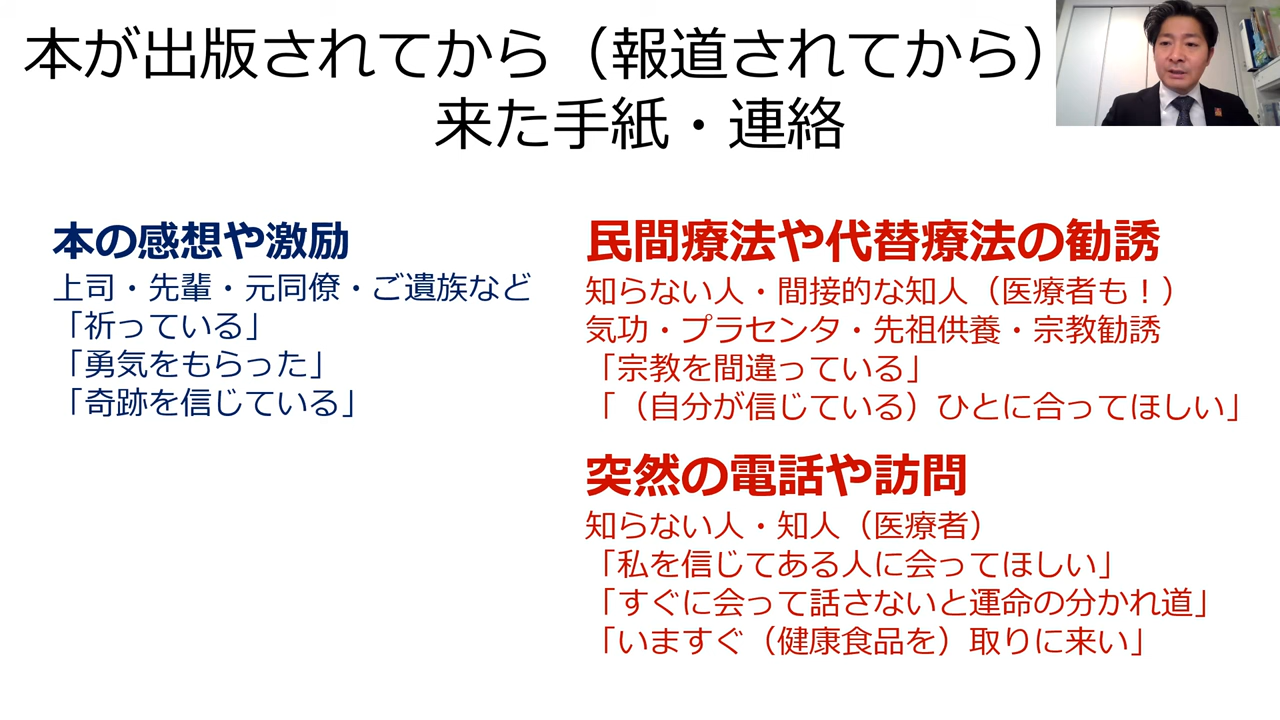 本が出版されてから（報道されてから）
来た手紙・連絡
本の感想や激励
上司・先輩・元同僚・ご遺族など
「祈っている」
「勇気をもらった」
「奇跡を信じている」
民間療法や代替療法の勧誘
知らない人・間接的な知人（医療者も！）
気功・プラセンタ・先祖供養・宗教勧誘
「宗教を間違っている」
「（自分が信じている）ひとに合ってほしい」
突然の電話や訪問
知らない人・知人（医療者）
「私を信じてある人に会ってほしい」
「すぐに会って話さないと運命の分かれ道」
「いますぐ（健康食品を）取りに来い」